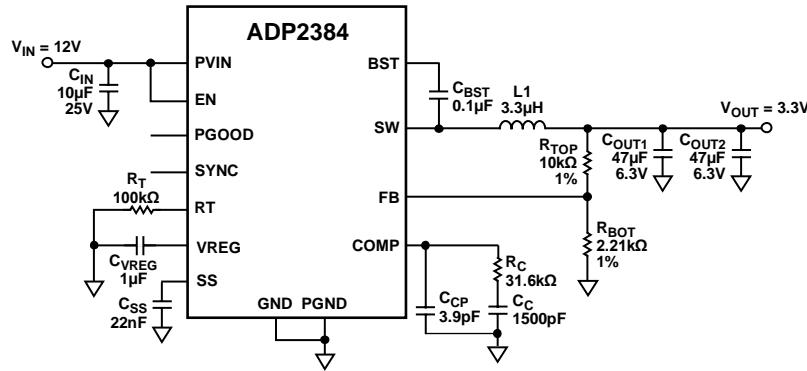 ADP2384
V_IN = 12V
C_IN
10µF
25V
PVIN
EN
PGOOD
SYNC
R_T
100kΩ
RT
VREG
C_VREG
1µF
SS
C_SS
22nF
GND PGND
BST
C_BST
0.1µF
L1
3.3µH
SW
V_OUT = 3.3V
R_TOP
10kΩ
1%
C_OUT1
47µF
6.3V
C_OUT2
47µF
6.3V
FB
R_BOT
2.21kΩ
1%
COMP
R_C
31.6kΩ
C_CP
3.9pF
C_C
1500pF